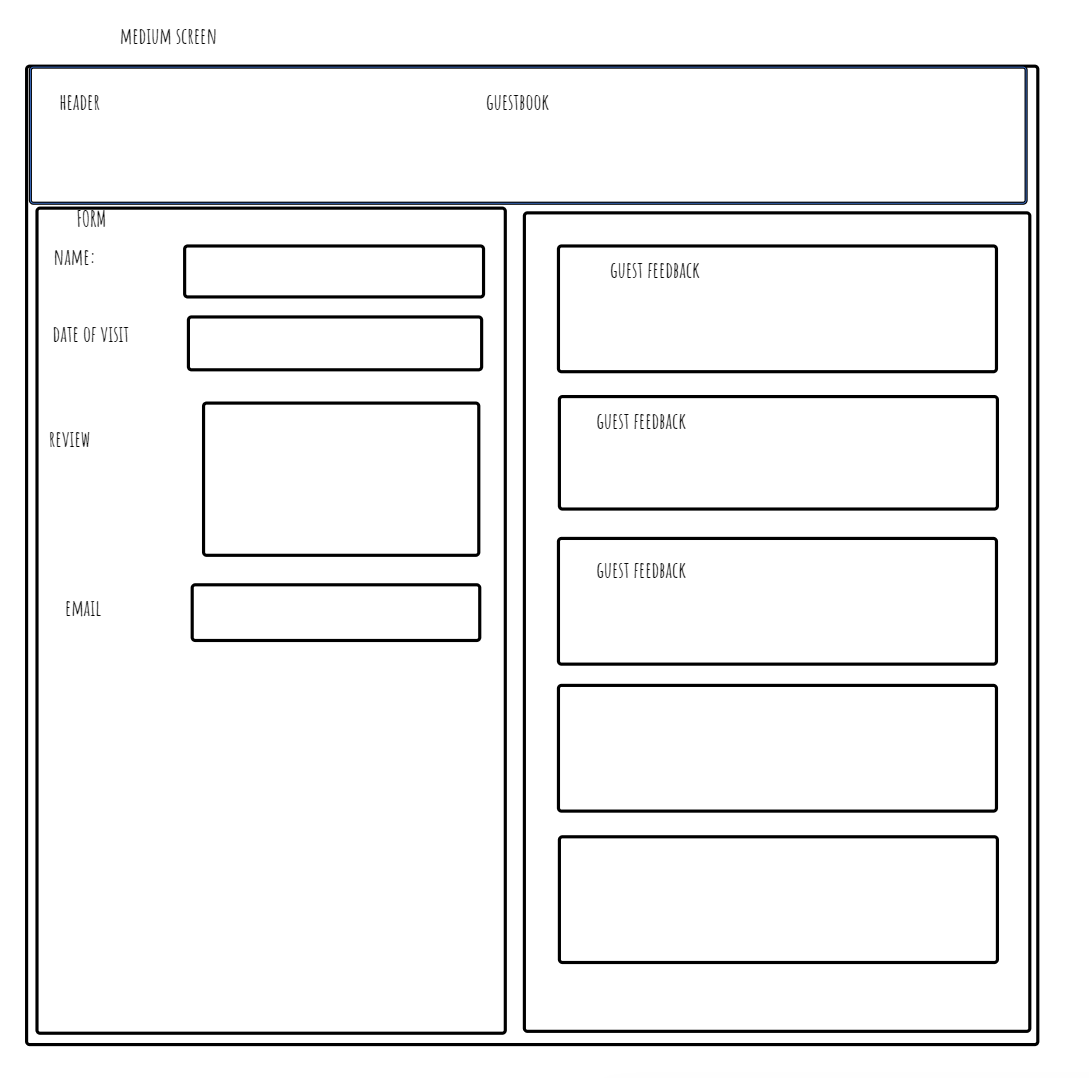 MEDIUM SCREEN
HEADER
GUESTBOOK
FORM
NAME:
DATE OF VISIT
REVIEW
EMAIL
GUEST FEEDBACK
GUEST FEEDBACK
GUEST FEEDBACK